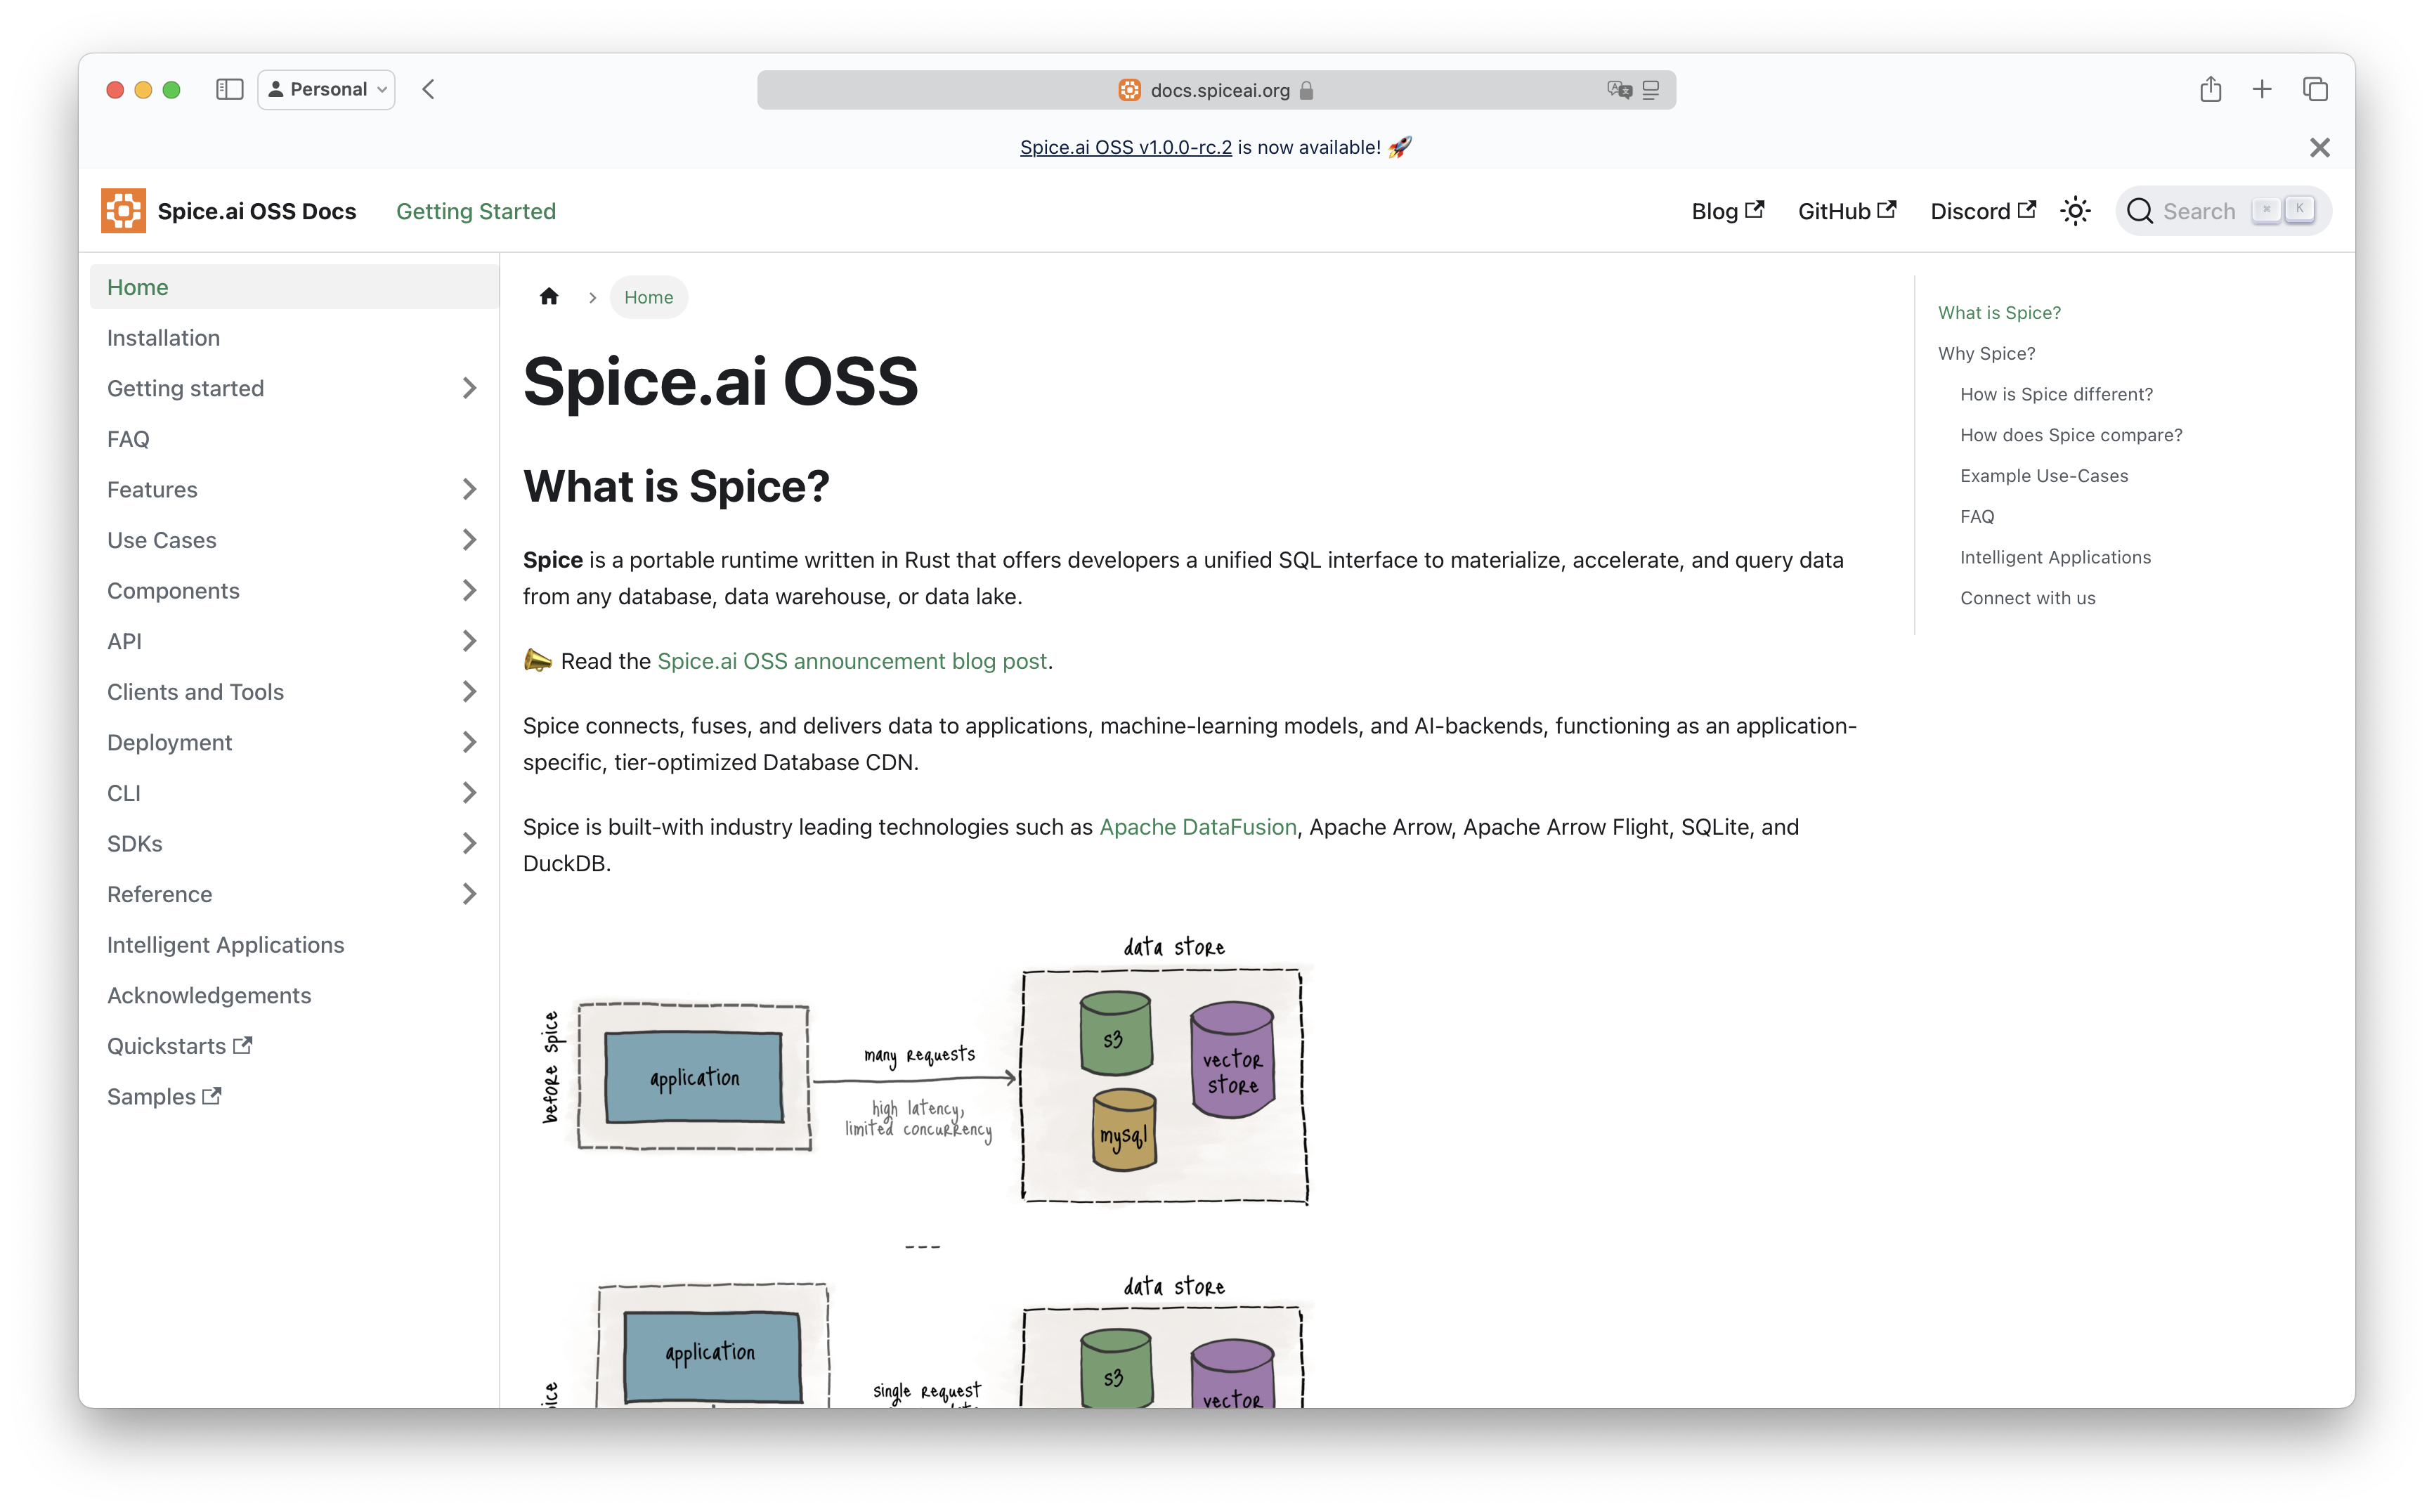 Personal
docs.spiceai.org
Spice.ai OSS v1.0.0-rc.2 is now available! 🚀
Spice.ai OSS Docs
Getting Started
Blog
GitHub
Discord
Search
⌘ K
Home
Installation
Getting started
FAQ
Features
Use Cases
Components
API
Clients and Tools
Deployment
CLI
SDKs
Reference
Intelligent Applications
Acknowledgements
Quickstarts
Samples
Home
Spice.ai OSS
What is Spice?
Spice is a portable runtime written in Rust that offers developers a unified SQL interface to materialize, accelerate, and query data
from any database, data warehouse, or data lake.
📣 Read the Spice.ai OSS announcement blog post.
Spice connects, fuses, and delivers data to applications, machine-learning models, and AI-backends, functioning as an application-
specific, tier-optimized Database CDN.
Spice is built-with industry leading technologies such as Apache DataFusion, Apache Arrow, Apache Arrow Flight, SQLite, and
DuckDB.
before spice
application
many requests
high latency,
limited concurrency
data store
s3
vector
store
mysql
---
application
single request
data store
s3
vector
What is Spice?
Why Spice?
How is Spice different?
How does Spice compare?
Example Use-Cases
FAQ
Intelligent Applications
Connect with us